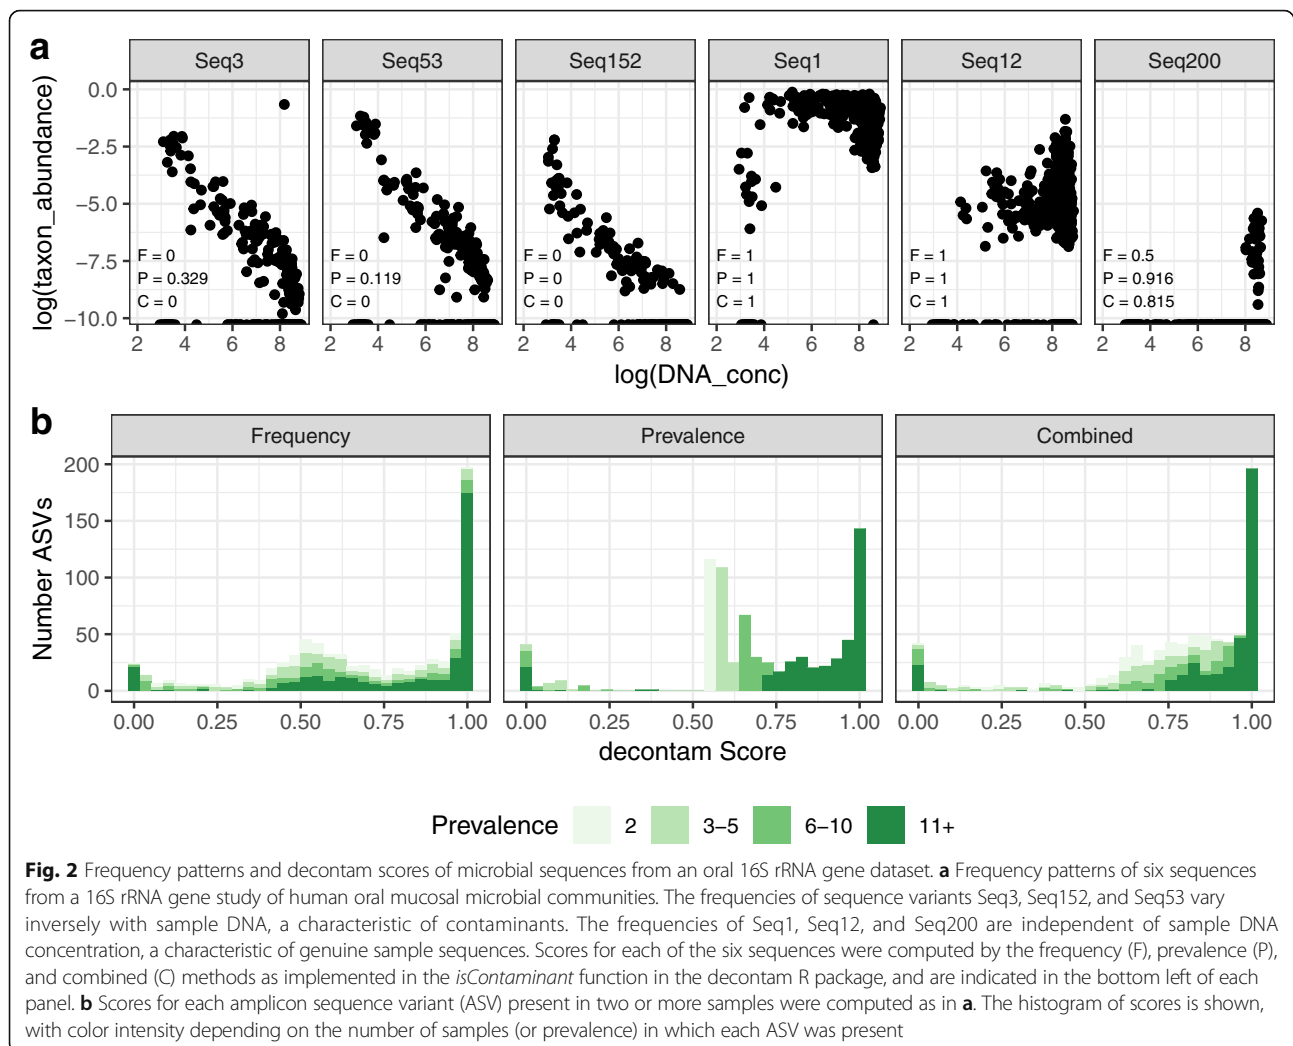 a
Seq3 Seq53 Seq152 Seq1 Seq12 Seq200
log(taxon_abundance)
0.0
−2.5
−5.0
−7.5
−10.0
F = 0 F = 0 F = 0 F = 1 F = 1 F = 0.5
P = 0.329 P = 0.119 P = 0 P = 1 P = 1 P = 0.916
C = 0 C = 0 C = 0 C = 1 C = 1 C = 0.815
2 4 6 8 2 4 6 8 2 4 6 8 2 4 6 8 2 4 6 8 2 4 6 8
log(DNA_conc)
b
Frequency Prevalence Combined
Number ASVs
200
150
100
50
0
0.00 0.25 0.50 0.75 1.00 0.00 0.25 0.50 0.75 1.00 0.00 0.25 0.50 0.75 1.00
decontam Score
Prevalence 2 3−5 6−10 11+
Fig. 2 Frequency patterns and decontam scores of microbial sequences from an oral 16S rRNA gene dataset. a Frequency patterns of six sequences
from a 16S rRNA gene study of human oral mucosal microbial communities. The frequencies of sequence variants Seq3, Seq152, and Seq53 vary
inversely with sample DNA, a characteristic of contaminants. The frequencies of Seq1, Seq12, and Seq200 are independent of sample DNA
concentration, a characteristic of genuine sample sequences. Scores for each of the six sequences were computed by the frequency (F), prevalence (P),
and combined (C) methods as implemented in the isContaminant function in the decontam R package, and are indicated in the bottom left of each
panel. b Scores for each amplicon sequence variant (ASV) present in two or more samples were computed as in a. The histogram of scores is shown,
with color intensity depending on the number of samples (or prevalence) in which each ASV was present